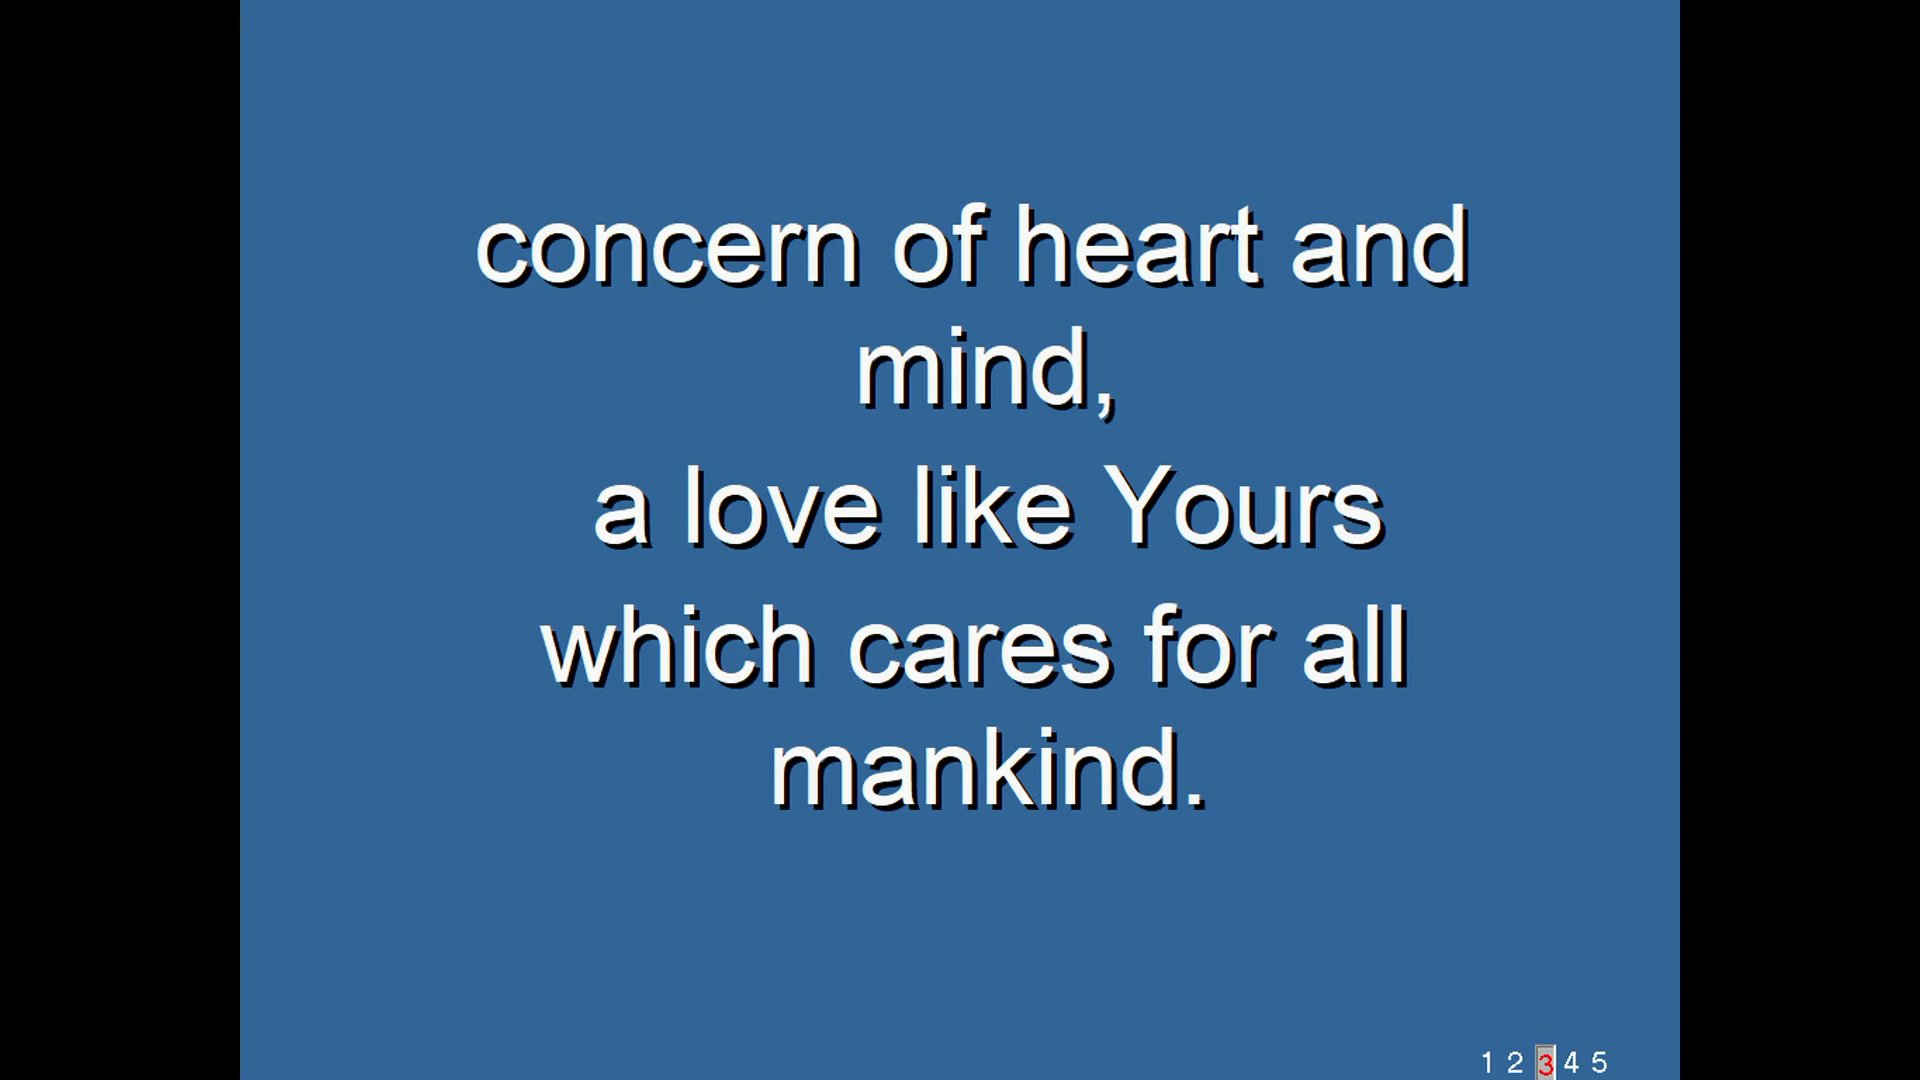 concern of heart and
mind,
a love like Yours
which cares for all
mankind.
1 2 3 4 5